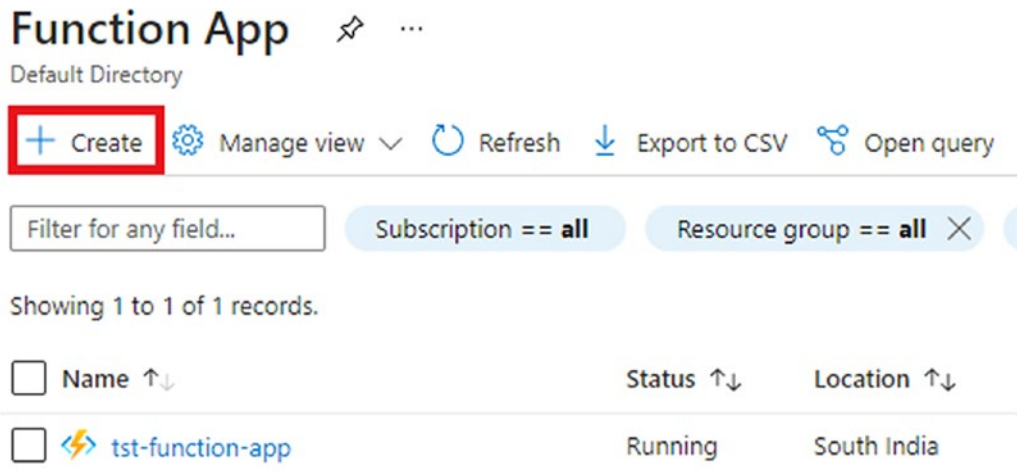 Function App ...
Default Directory
+ Create Manage view Refresh Export to CSV Open query
Filter for any field... Subscription == all Resource group == all ×
Showing 1 to 1 of 1 records.
Name ↑↓ Status ↑↓ Location ↑↓
tst-function-app Running South India